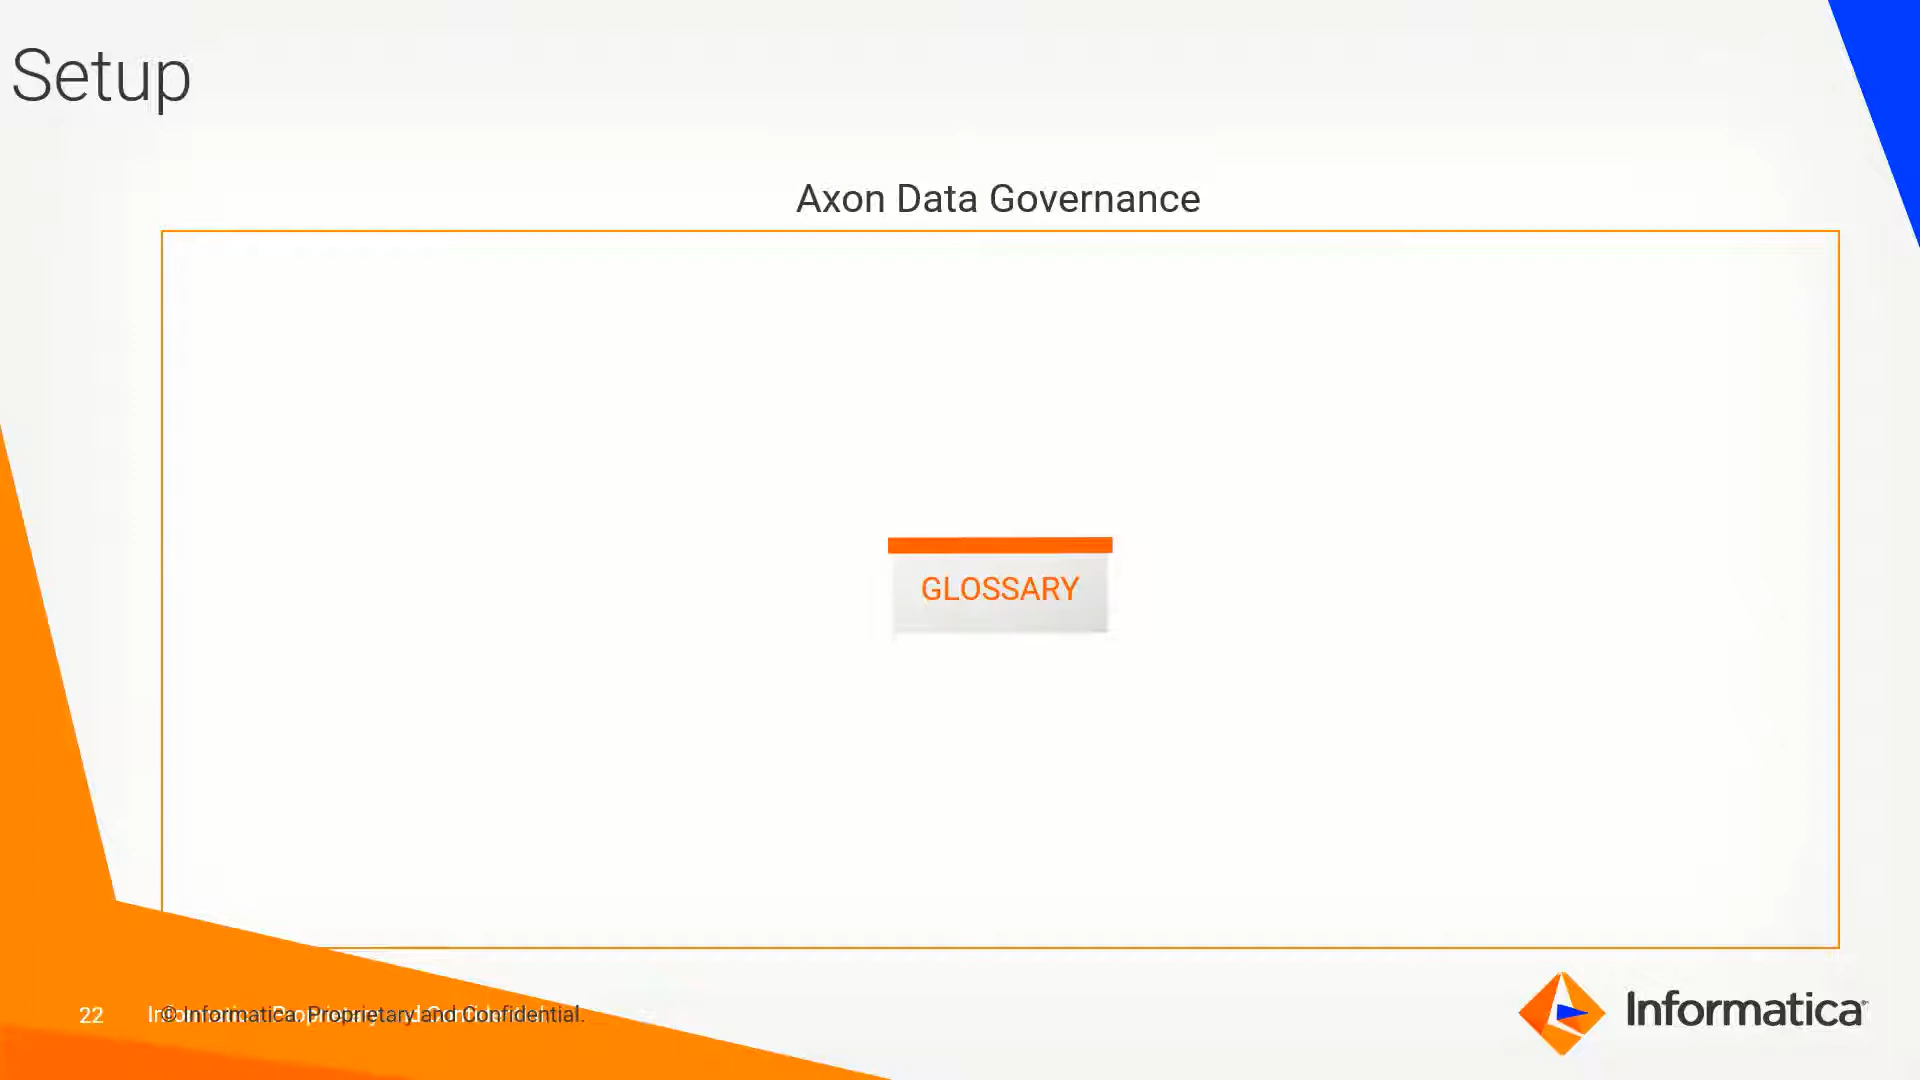 Setup
Axon Data Governance
GLOSSARY
22
© Informatica. Proprietary and Confidential.
Informatica